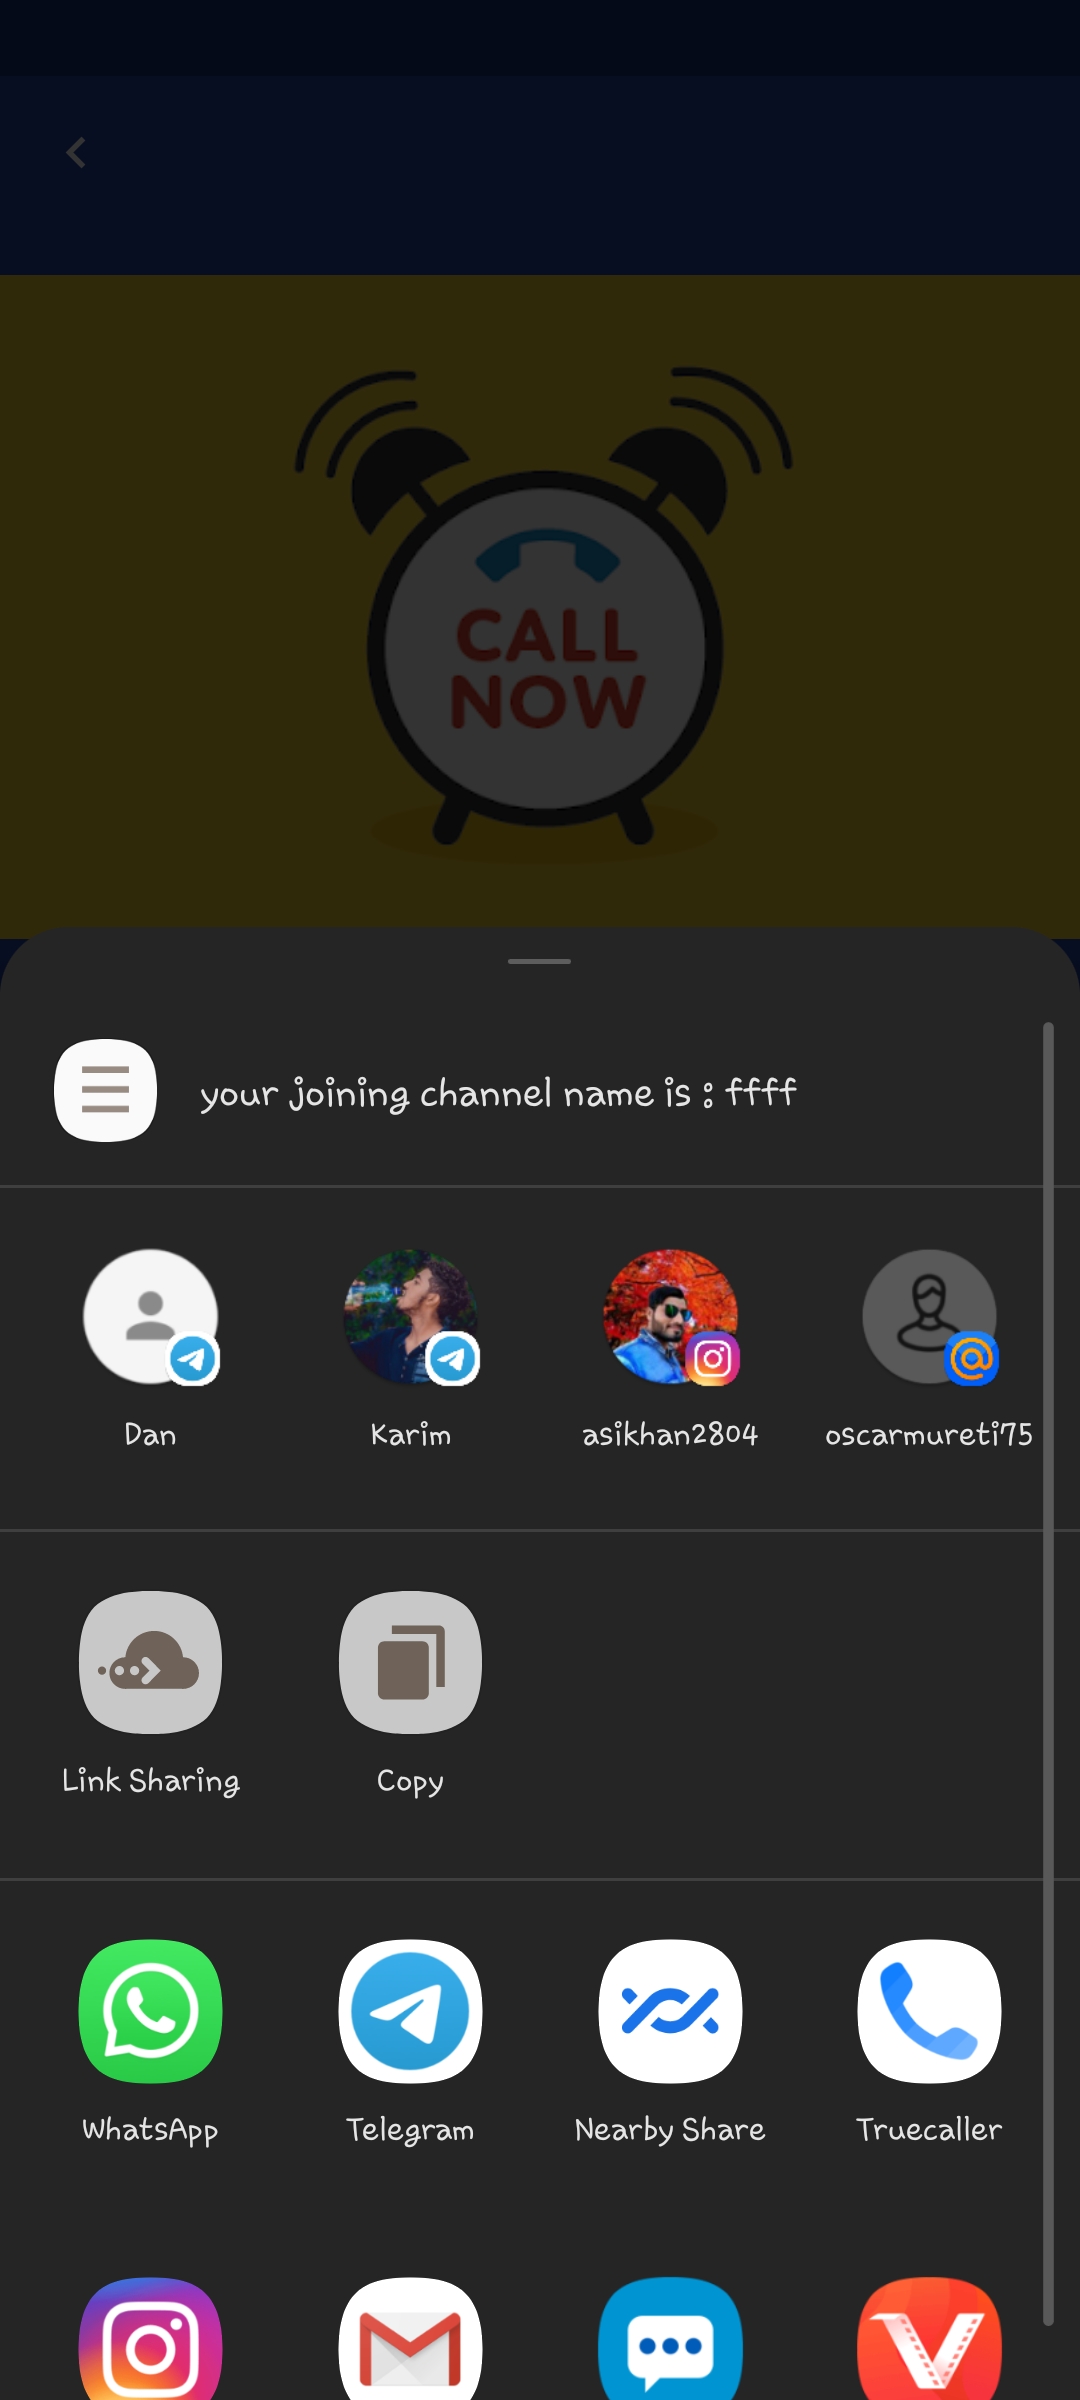 CALL
NOW
your joining channel name is : ffff
Dan
Karim
asikhan2804
oscarmureti75
Link Sharing
Copy
WhatsApp
Telegram
Nearby Share
Truecaller